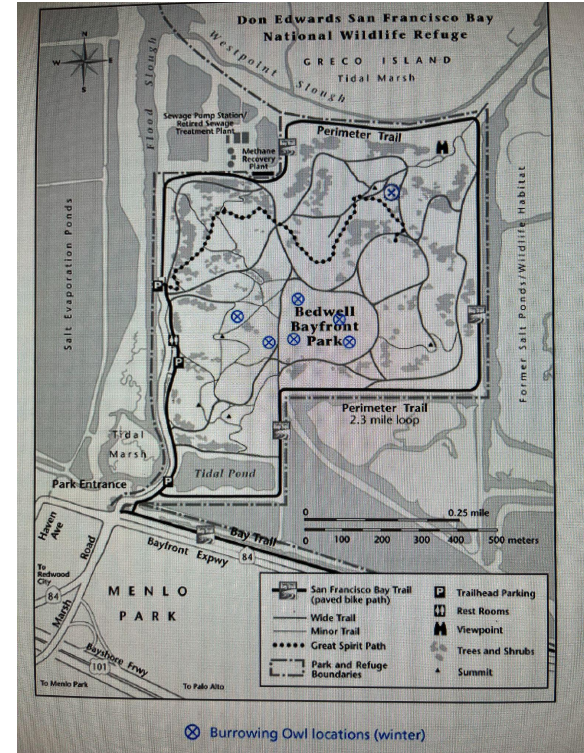 Don Edwards San Francisco Bay
National Wildlife Refuge
GRECO ISLAND
Tidal Marsh
Westpoint Slough
Flood Slough
N
W
E
S
Sewage Pump Station/
Retired Sewage
Treatment Plant
Methane
Recovery
Plant
Perimeter Trail
Salt Evaporation Ponds
Former Salt Ponds/Wildlife Habitat
P
Bedwell
Bayfront
Park
P
Perimeter Trail
2.3 mile loop
Tidal
Marsh
Tidal Pond
P
Park Entrance
0
0.25 mile
0
100
200
300
400
500 meters
Haven
Ave
Bay Trail
Bayfront Expwy
84
To
Redwood
City
84
Marsh Road
MENLO
PARK
Bayshore Frwy
101
To Menlo Park
To Palo Alto
San Francisco Bay Trail
(paved bike path)
Wide Trail
Minor Trail
Great Spirit Path
Park and Refuge
Boundaries
P
Trailhead Parking
Rest Rooms
Viewpoint
Trees and Shrubs
Summit
Burrowing Owl locations (winter)